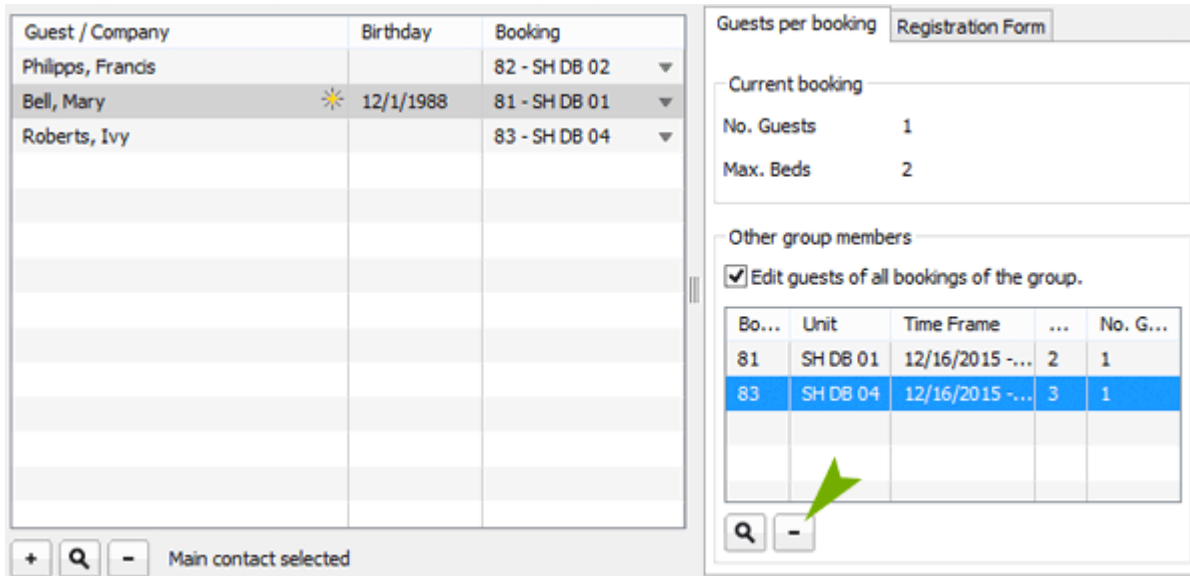 Guest / Company Birthday Booking
Philipps, Francis 82 - SH DB 02
Bell, Mary 12/1/1988 81 - SH DB 01
Roberts, Ivy 83 - SH DB 04
+ - Main contact selected
Guests per booking Registration Form
Current booking
No. Guests 1
Max. Beds 2
Other group members
Edit guests of all bookings of the group.
Bo... Unit Time Frame ... No. G...
81 SH DB 01 12/16/2015 -... 2 1
83 SH DB 04 12/16/2015 -... 3 1
-